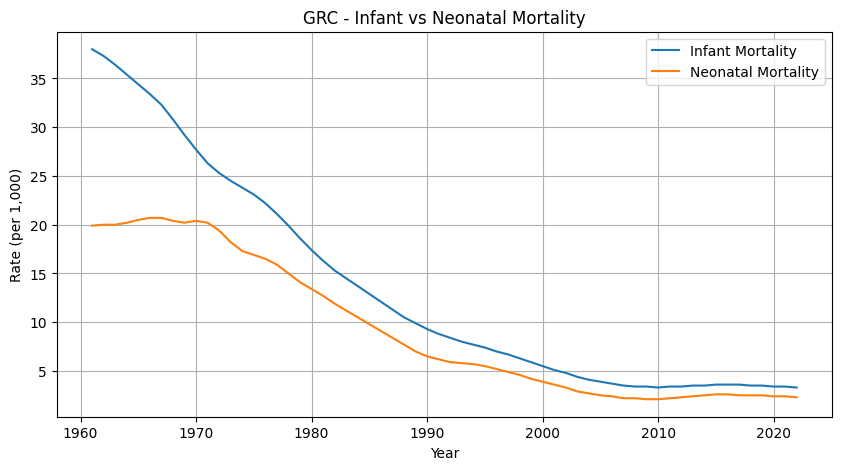 GRC - Infant vs Neonatal Mortality
Infant Mortality
Neonatal Mortality
Rate (per 1,000)
35
30
25
20
15
10
5
1960 1970 1980 1990 2000 2010 2020
Year